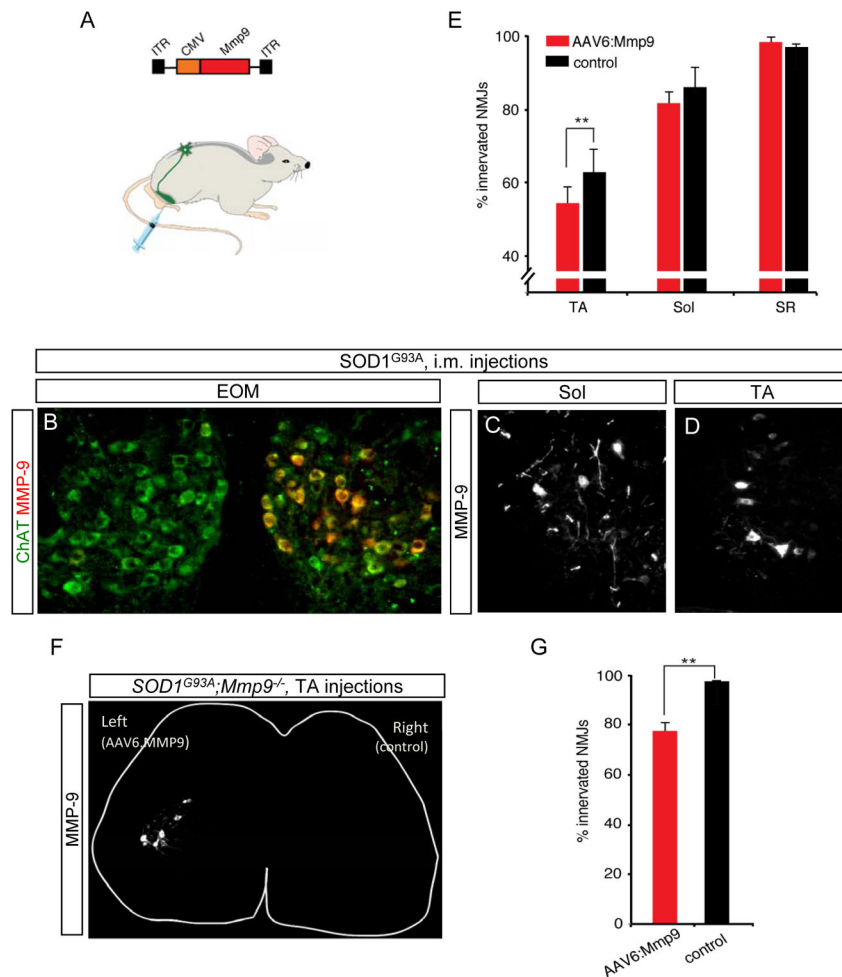 A
ITR
CMV
Mmp9
ITR
E
AAV6:Mmp9
control
**
% innervated NMJs
80
60
40
TA
Sol
SR
SOD1G93A, i.m. injections
EOM
Sol
TA
ChAT MMP-9
B
MMP-9
C
D
F
SOD1G93A;Mmp9-/-, TA injections
MMP-9
Left
(AAV6.MMP9)
Right
(control)
G
**
% innervated NMJs
100
80
60
40
20
0
AAV6:Mmp9
control